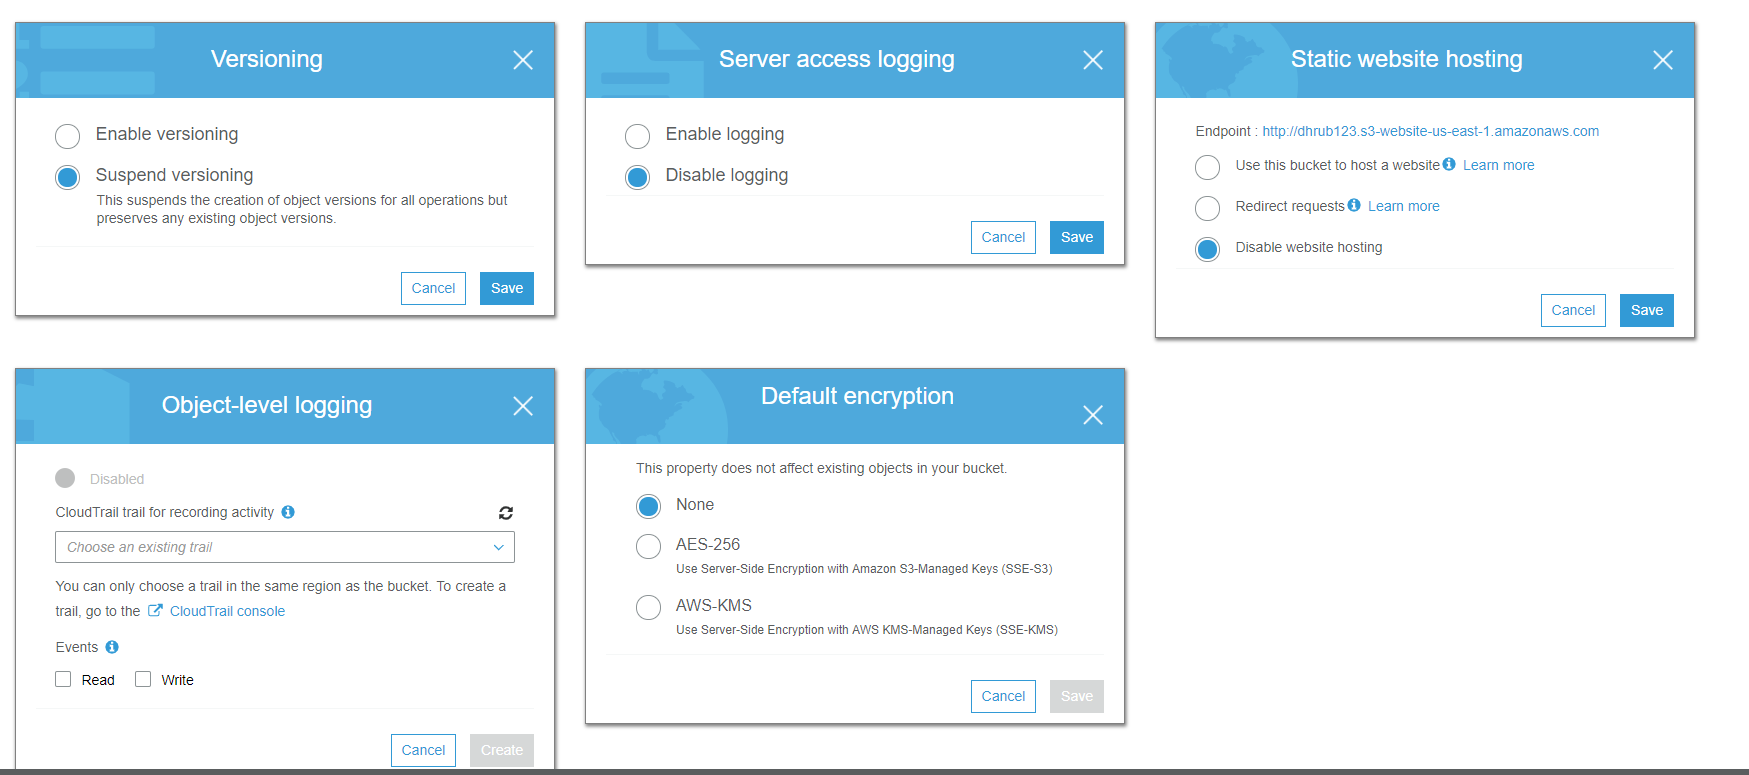 Versioning
Enable versioning
Suspend versioning
This suspends the creation of object versions for all operations but
preserves any existing object versions.
Cancel Save
Server access logging
Enable logging
Disable logging
Cancel Save
Static website hosting
Endpoint : http://dhrub123.s3-website-us-east-1.amazonaws.com
Use this bucket to host a website Learn more
Redirect requests Learn more
Disable website hosting
Cancel Save
Object-level logging
Disabled
CloudTrail trail for recording activity
Choose an existing trail
You can only choose a trail in the same region as the bucket. To create a
trail, go to the CloudTrail console
Events
Read Write
Cancel Create
Default encryption
This property does not affect existing objects in your bucket.
None
AES-256
Use Server-Side Encryption with Amazon S3-Managed Keys (SSE-S3)
AWS-KMS
Use Server-Side Encryption with AWS KMS-Managed Keys (SSE-KMS)
Cancel Save